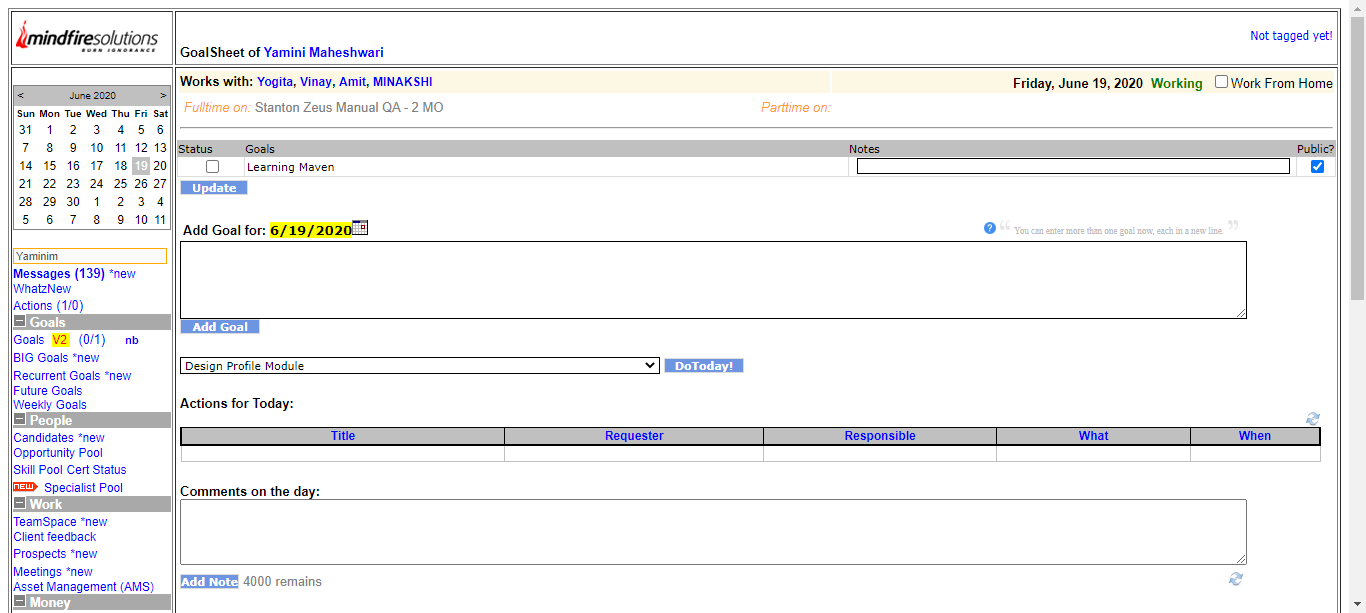 mindfiresolutions
BURN IGNORANCE
GoalSheet of Yamini Maheshwari
Not tagged yet!
< June 2020 >
Sun Mon Tue Wed Thu Fri Sat
31 1 2 3 4 5 6
7 8 9 10 11 12 13
14 15 16 17 18 19 20
21 22 23 24 25 26 27
28 29 30 1 2 3 4
5 6 7 8 9 10 11
Yaminim
Messages (139) *new
WhatzNew
Actions (1/0)
Goals
Goals V2 (0/1) nb
BIG Goals *new
Recurrent Goals *new
Future Goals
Weekly Goals
People
Candidates *new
Opportunity Pool
Skill Pool Cert Status
NEW Specialist Pool
Work
TeamSpace *new
Client feedback
Prospects *new
Meetings *new
Asset Management (AMS)
Money
Works with: Yogita, Vinay, Amit, MINAKSHI
Friday, June 19, 2020 Working Work From Home
Fulltime on: Stanton Zeus Manual QA - 2 MO
Parttime on:
Status Goals Notes Public?
Learning Maven
Update
Add Goal for: 6/19/2020
? “ You can enter more than one goal now, each in a new line. ”
Add Goal
Design Profile Module
DoToday!
Actions for Today:
Title Requester Responsible What When
Comments on the day:
Add Note 4000 remains